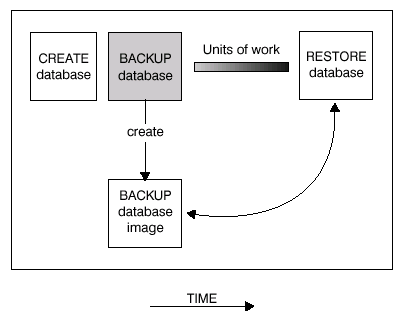 CREATE
database
BACKUP
database
Units of work
RESTORE
database
create
BACKUP
database
image
TIME